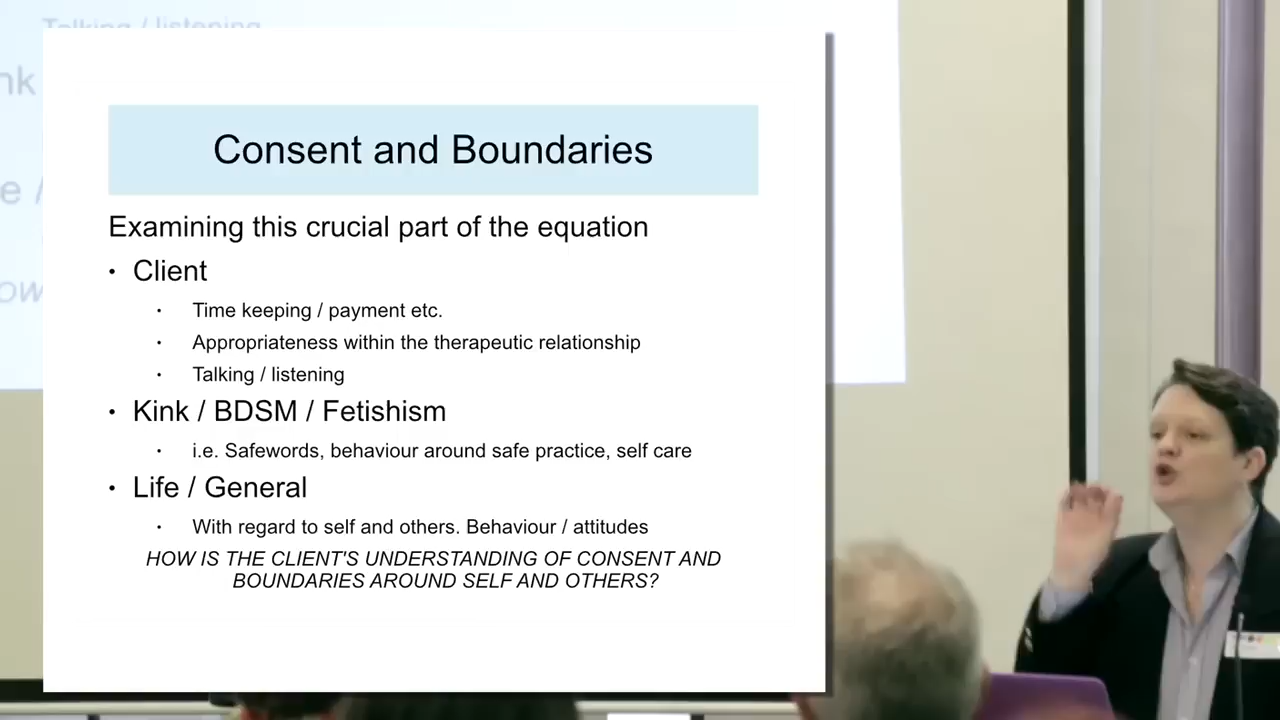 Talking / listening
Consent and Boundaries
Examining this crucial part of the equation
• Client
• Time keeping / payment etc.
• Appropriateness within the therapeutic relationship
• Talking / listening
• Kink / BDSM / Fetishism
• i.e. Safewords, behaviour around safe practice, self care
• Life / General
• With regard to self and others. Behaviour / attitudes
HOW IS THE CLIENT'S UNDERSTANDING OF CONSENT AND
BOUNDARIES AROUND SELF AND OTHERS?